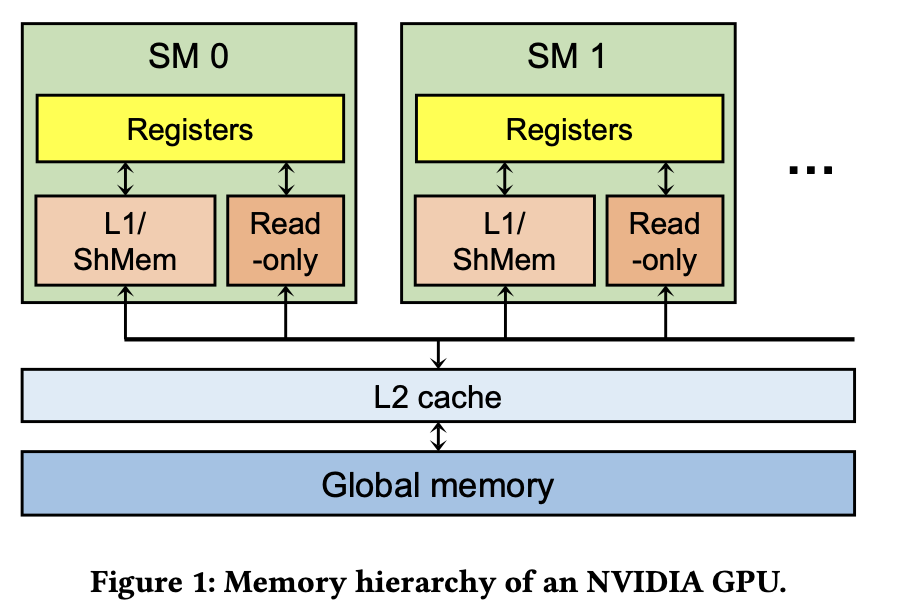 SM 0
SM 1
Registers
Registers
...
L1/
ShMem
Read
-only
L1/
ShMem
Read
-only
L2 cache
Global memory
Figure 1: Memory hierarchy of an NVIDIA GPU.